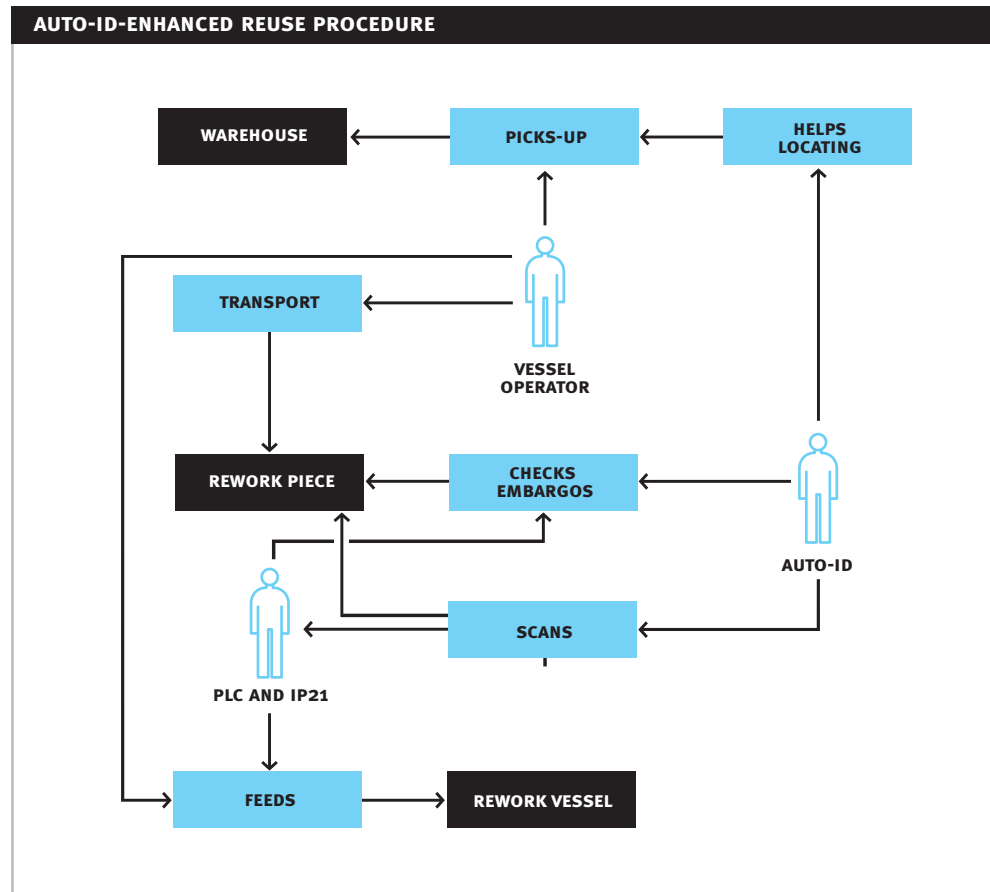 AUTO-ID-ENHANCED REUSE PROCEDURE
WAREHOUSE
PICKS-UP
HELPS
LOCATING
TRANSPORT
VESSEL
OPERATOR
REWORK PIECE
CHECKS
EMBARGOS
AUTO-ID
SCANS
PLC AND IP21
FEEDS
REWORK VESSEL